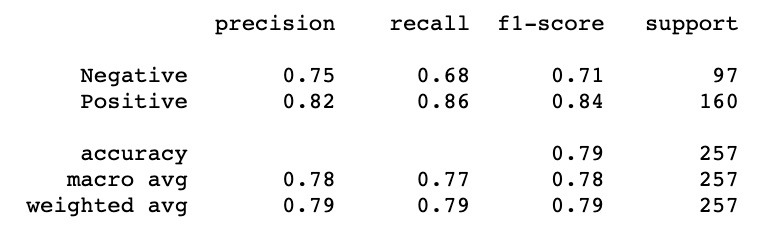 precision recall f1-score support
Negative 0.75 0.68 0.71 97
Positive 0.82 0.86 0.84 160
accuracy 0.79 257
macro avg 0.78 0.77 0.78 257
weighted avg 0.79 0.79 0.79 257